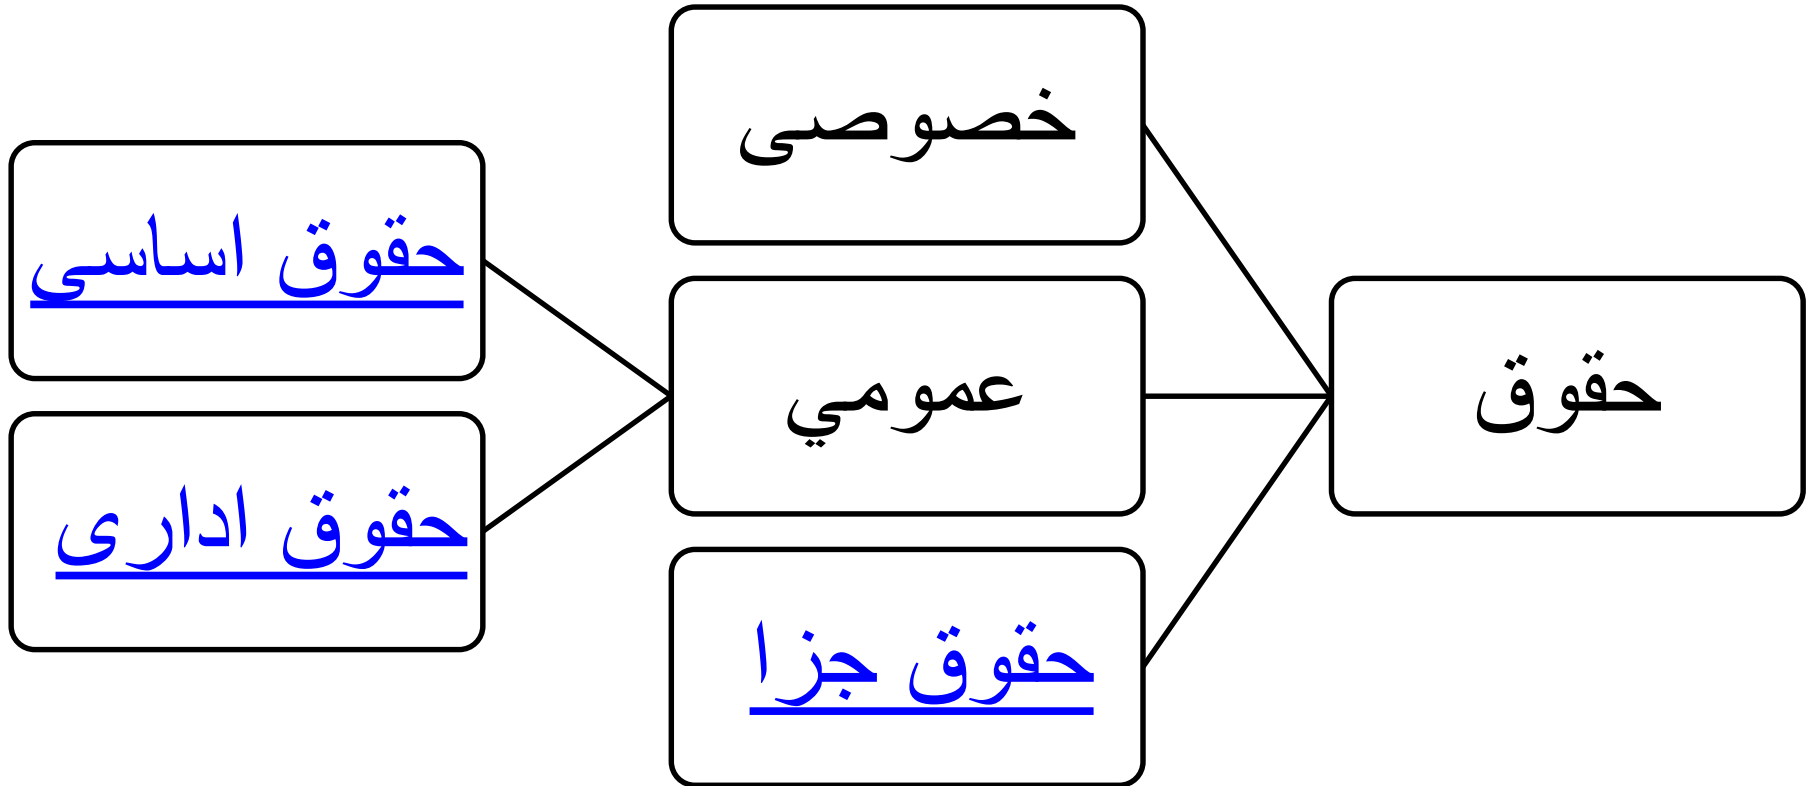 حقوق
خصوصی
عمومي
حقوق جزا
حقوق اساسی
حقوق اداری